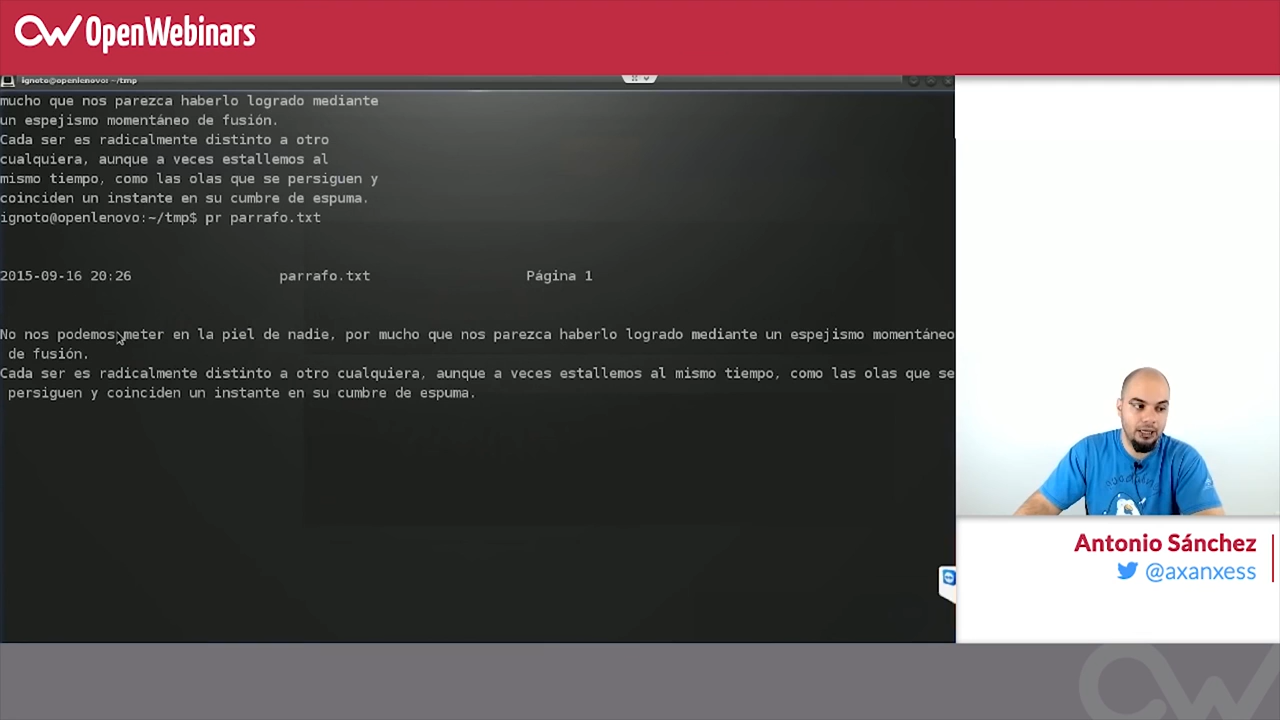 OpenWebinars
ignoto@openlenovo: ~/tmp
mucho que nos parezca haberlo logrado mediante
un espejismo momentáneo de fusión.
Cada ser es radicalmente distinto a otro
cualquiera, aunque a veces estallemos al
mismo tiempo, como las olas que se persiguen y
coinciden un instante en su cumbre de espuma.
ignoto@openlenovo:~/tmp$ pr parrafo.txt
2015-09-16 20:26 parrafo.txt Página 1
No nos podemos meter en la piel de nadie, por mucho que nos parezca haberlo logrado mediante un espejismo momentáneo
de fusión.
Cada ser es radicalmente distinto a otro cualquiera, aunque a veces estallemos al mismo tiempo, como las olas que se
persiguen y coinciden un instante en su cumbre de espuma.
Antonio Sánchez
@axanxess